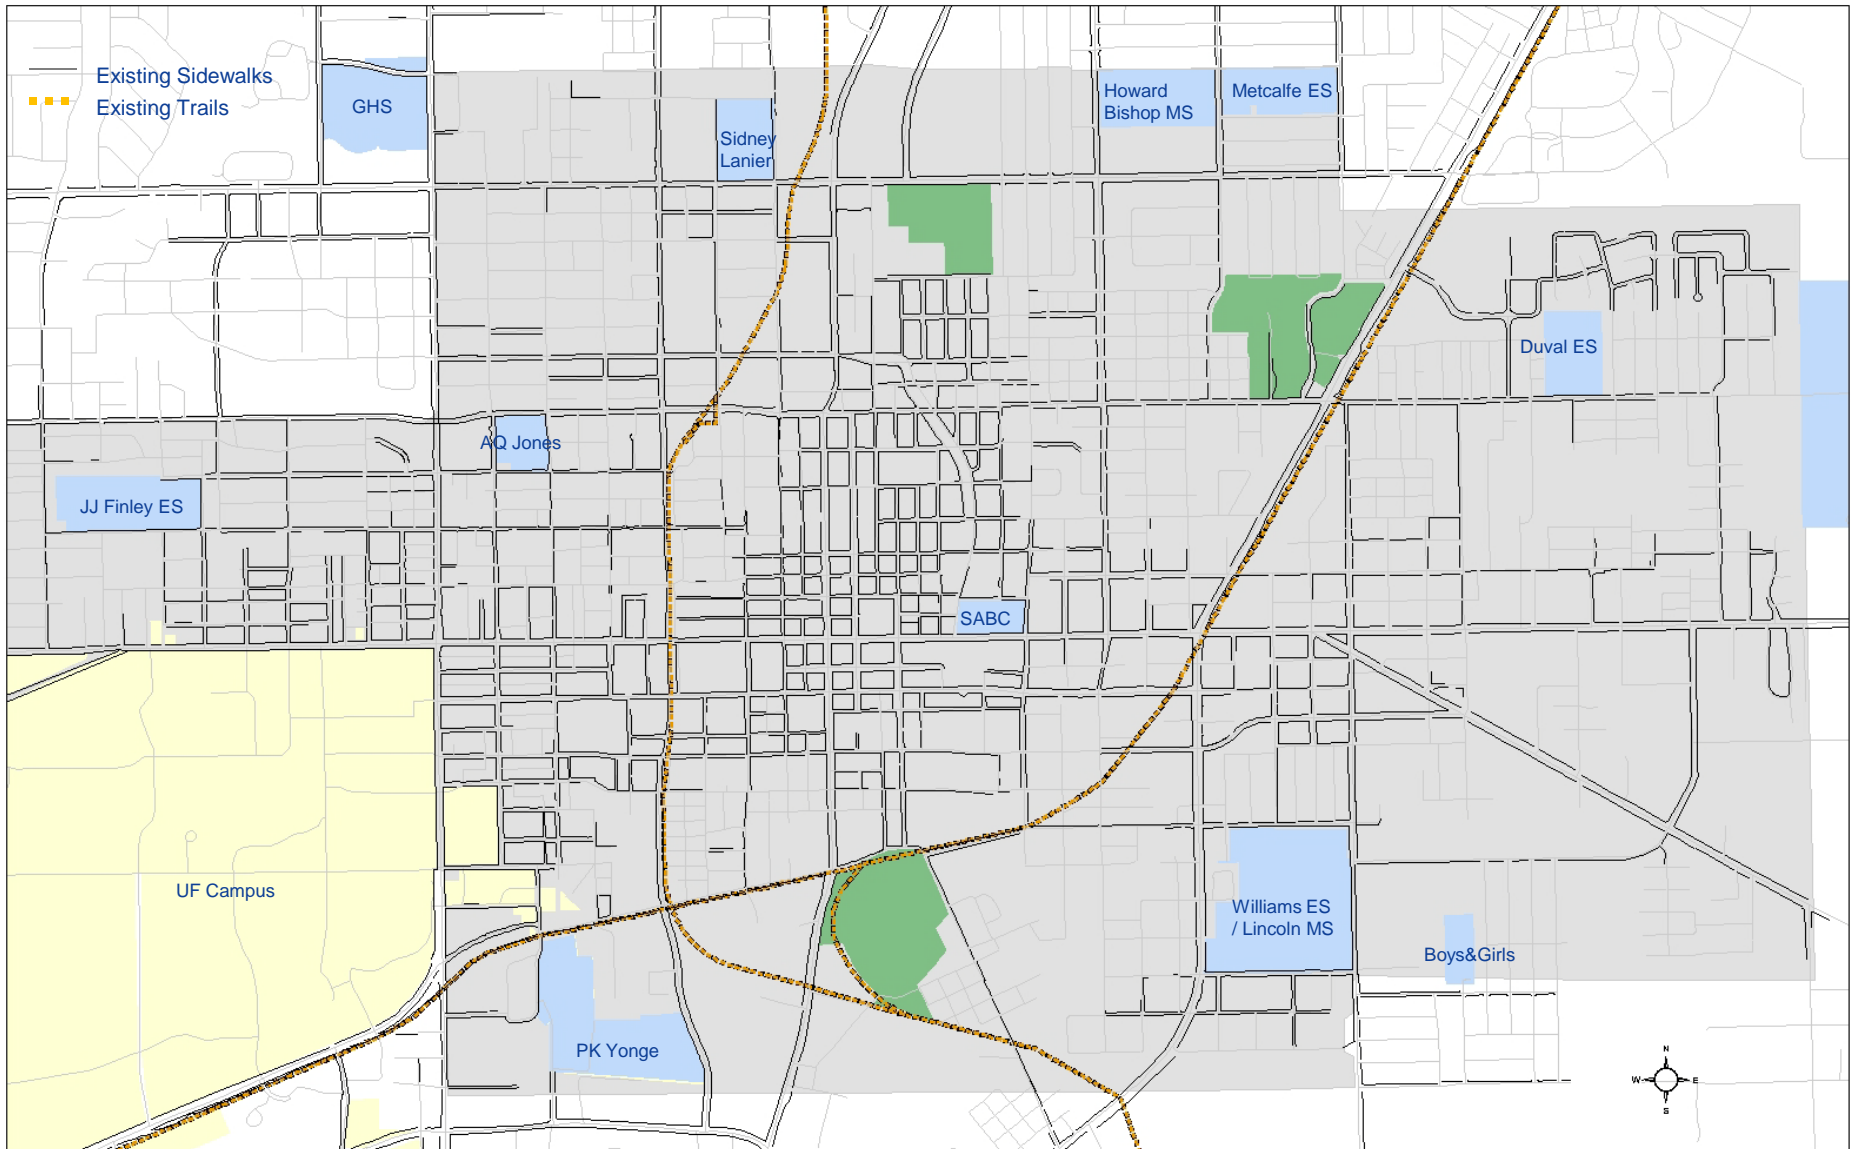 Existing Sidewalks
Existing Trails
GHS
Sidney
Lanier
Howard
Bishop MS
Metcalfe ES
Duval ES
AQ Jones
JJ Finley ES
SABC
UF Campus
Williams ES
/ Lincoln MS
Boys&Girls
PK Yonge
N
W E
S